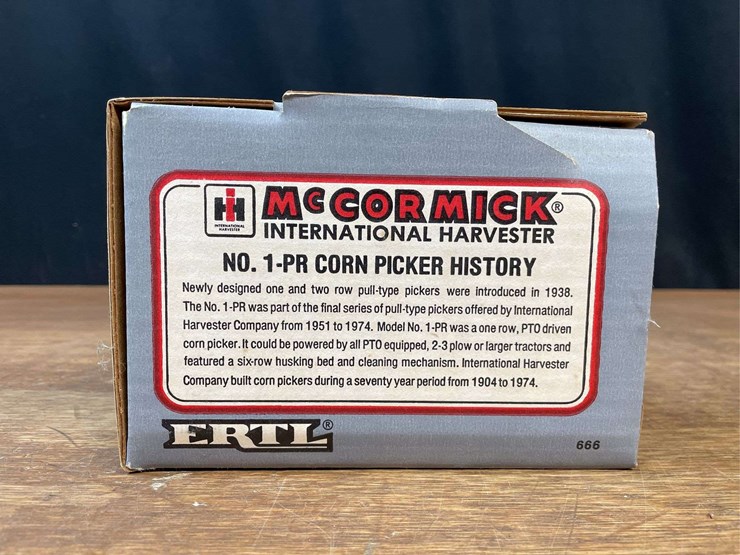 IH McCORMICK®
INTERNATIONAL HARVESTER
INTERNATIONAL HARVESTER
NO. 1-PR CORN PICKER HISTORY
Newly designed one and two row pull-type pickers were introduced in 1938.
The No. 1-PR was part of the final series of pull-type pickers offered by International
Harvester Company from 1951 to 1974. Model No. 1-PR was a one row, PTO driven
corn picker. It could be powered by all PTO equipped, 2-3 plow or larger tractors and
featured a six-row husking bed and cleaning mechanism. International Harvester
Company built corn pickers during a seventy year period from 1904 to 1974.
ERTL®
666